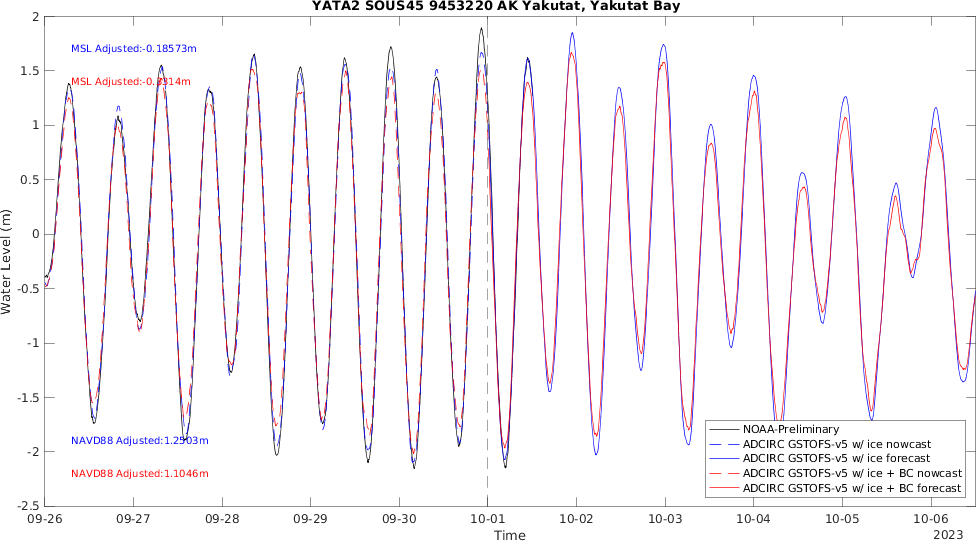 YATA2 SOUS45 9453220 AK Yakutat, Yakutat Bay
2
1.5
1
0.5
0
-0.5
-1
-1.5
-2
-2.5
Water Level (m)
MSL Adjusted:-0.18573m
MSL Adjusted:
NAVD88 Adjusted:1.2503m
NAVD88 Adjusted:1.1046m
NOAA-Preliminary
ADCIRC GSTOFS-v5 w/ ice nowcast
ADCIRC GSTOFS-v5 w/ ice forecast
ADCIRC GSTOFS-v5 w/ ice + BC nowcast
ADCIRC GSTOFS-v5 w/ ice + BC forecast
09-26 09-27 09-28 09-29 09-30 10-01 10-02 10-03 10-04 10-05 10-06
2023
Time